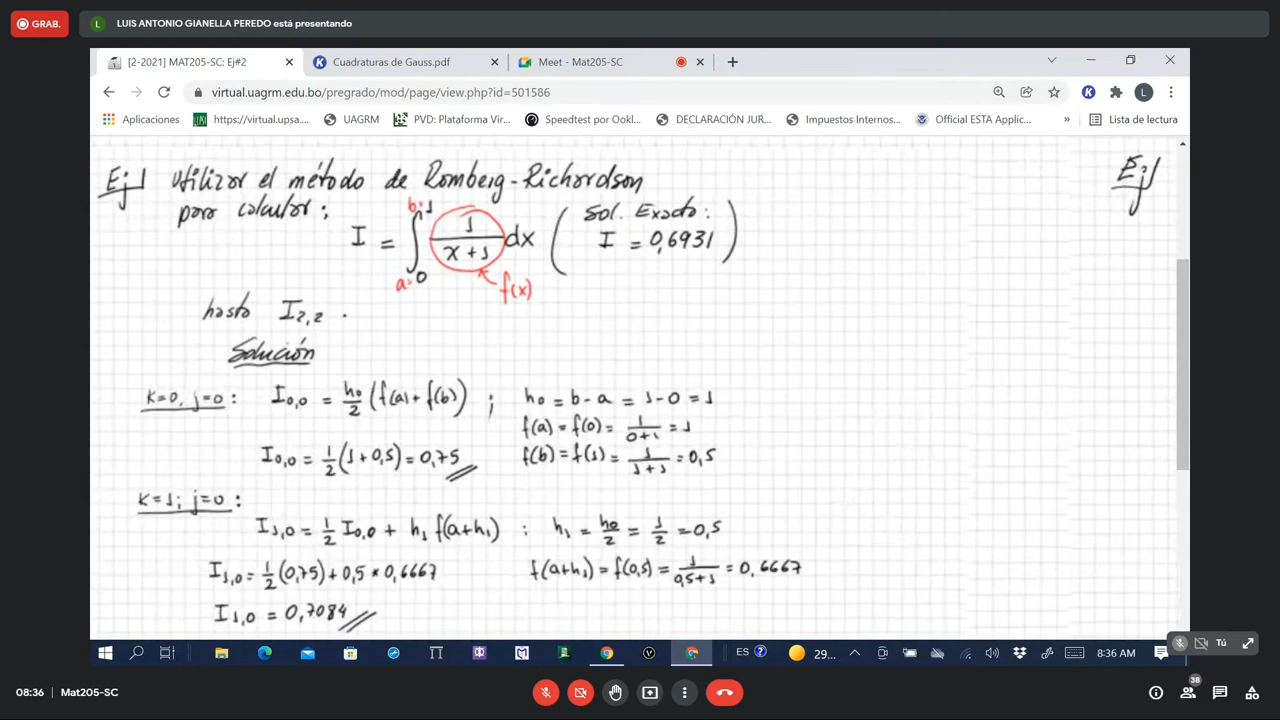 GRAB.
L
LUIS ANTONIO GIANELLA PEREDO está presentando
[2-2021] MAT205-SC: Ej#2
Cuadraturas de Gauss.pdf
Meet - Mat205-SC
virtual.uagrm.edu.bo/pregrado/mod/page/view.php?id=501586
L
Aplicaciones
https://virtual.upsa....
UAGRM
PVD: Plataforma Vir...
Speedtest por Ookl...
DECLARACIÓN JUR...
Impuestos Internos...
Official ESTA Applic...
»
Lista de lectura
Ej1 Utilizar el método de Romberg-Richardson
para calcular:
I = ∫ 1/(x+1) dx (Sol. Exacta: I = 0,6931)
b=1
a=0
f(x)
Ej
hasta I2,2 .
Solución
k=0, j=0 : I0,0 = h0/2 (f(a)+f(b)) ; h0 = b-a = 1-0 = 1
f(a) = f(0) = 1/(0+1) = 1
I0,0 = 1/2 (1+0,5) = 0,75 f(b) = f(1) = 1/(1+1) = 0,5
k=1; j=0 :
I1,0 = 1/2 I0,0 + h1 f(a+h1) ; h1 = h0/2 = 1/2 = 0,5
I1,0 = 1/2 (0,75) + 0,5 * 0,6667 f(a+h1) = f(0,5) = 1/(0,5+1) = 0,6667
I1,0 = 0,7084
Tú
ES
29...
8:36 AM
08:36
Mat205-SC
38